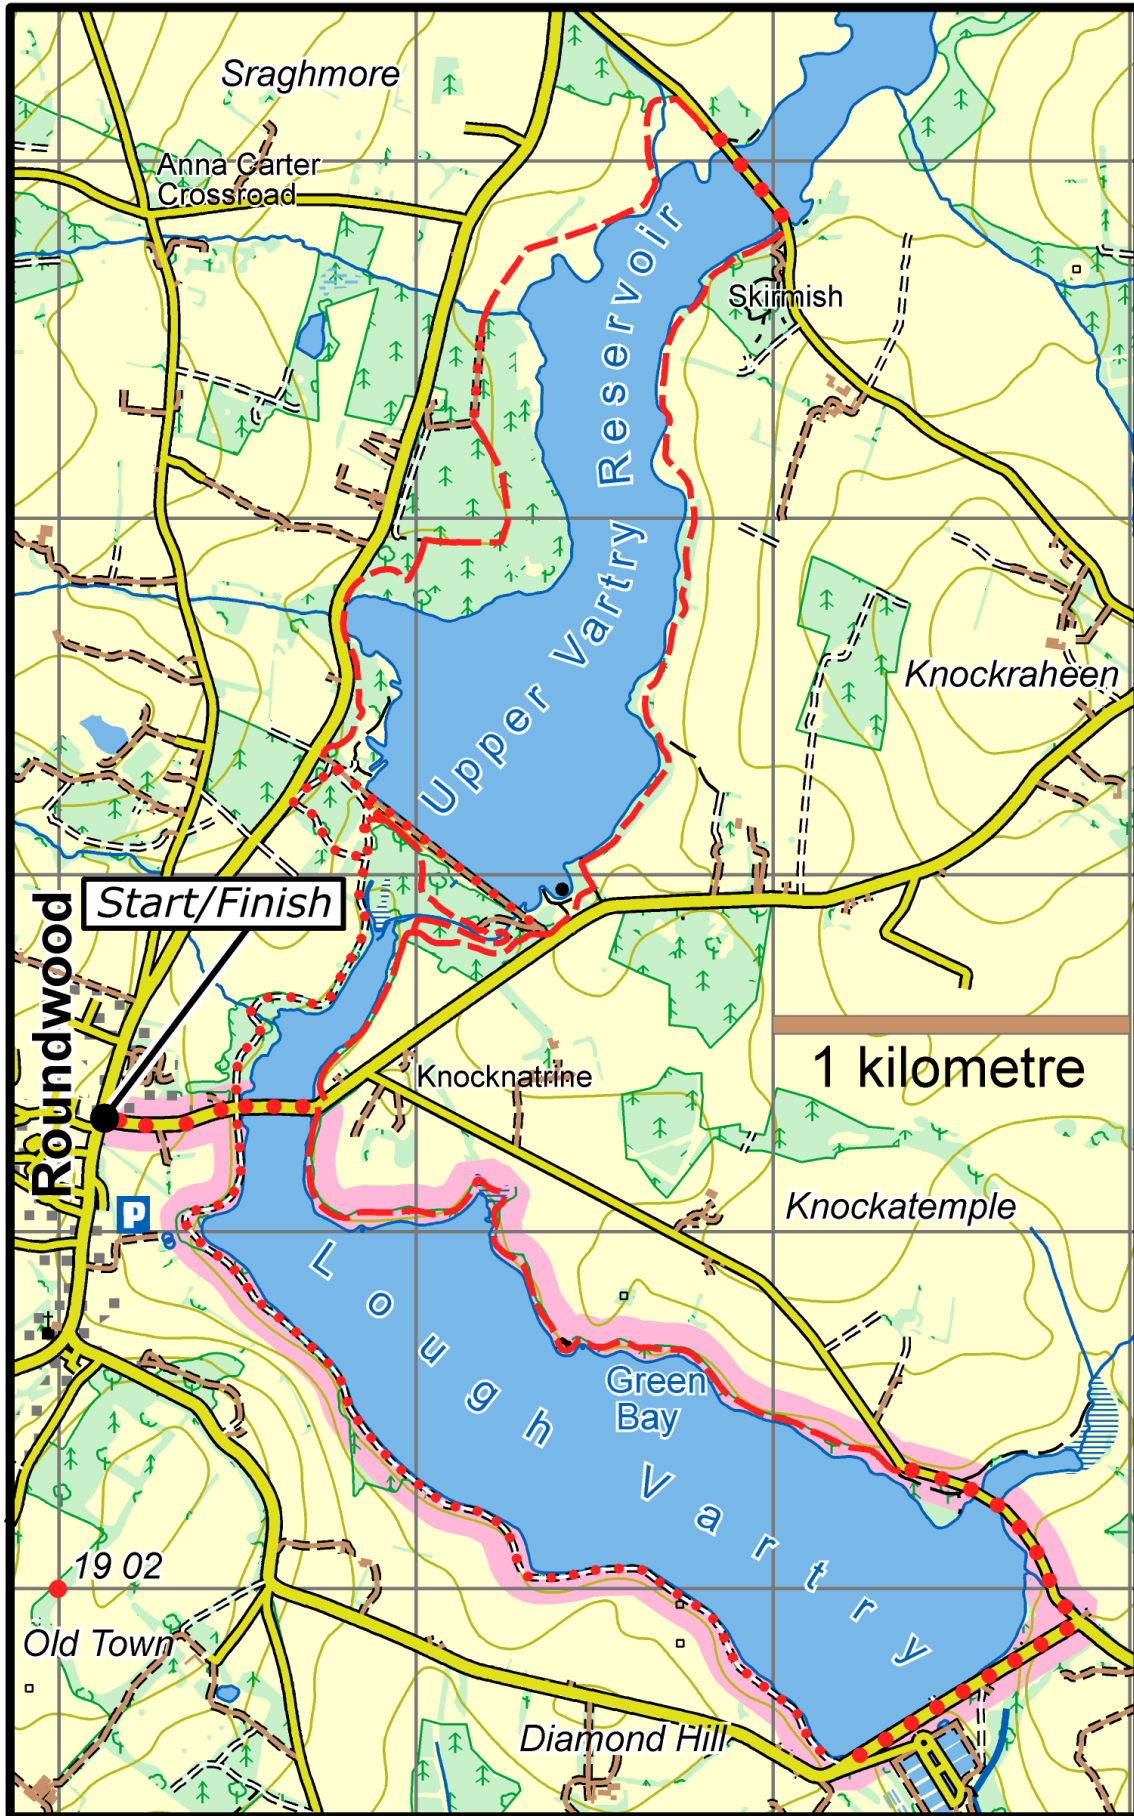 Sraghmore
Anna Carter
Crossroad
Upper Vartry Reservoir
Skirmish
Knockraheen
Start/Finish
Roundwood
1 kilometre
Knocknatrine
P
Knockatemple
Lough Vartry
Green
Bay
19 02
Old Town
Diamond Hill